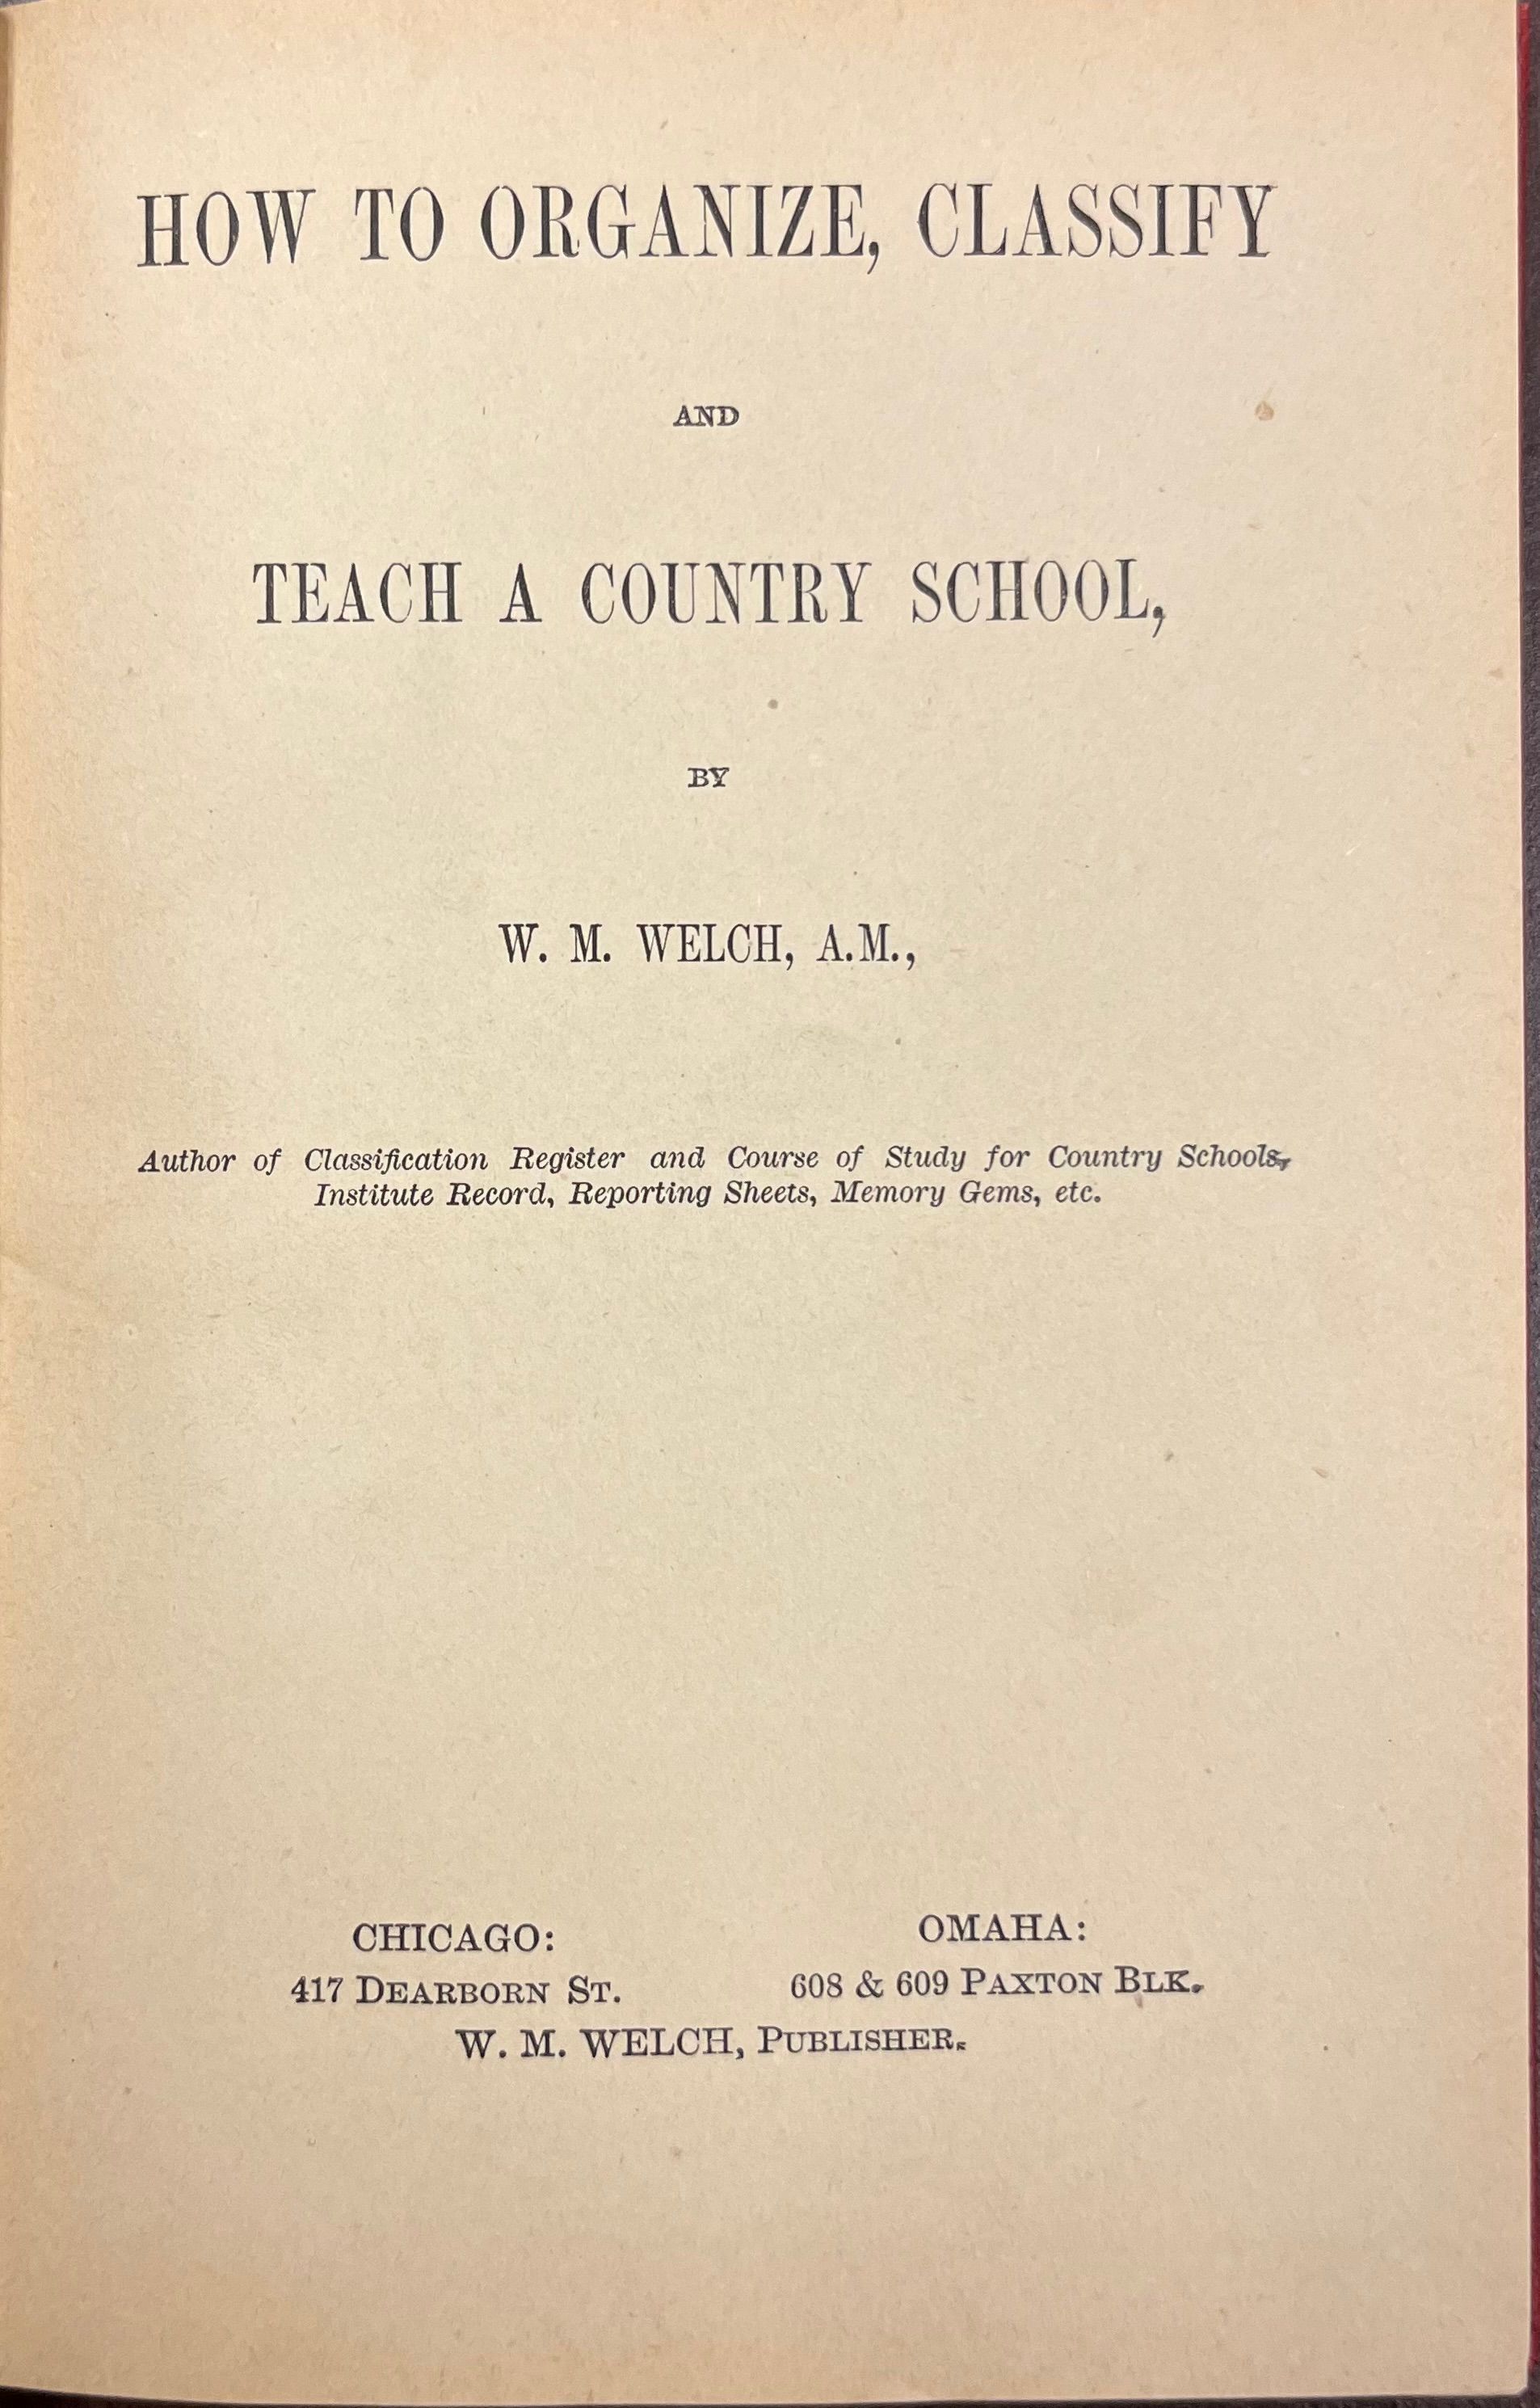 HOW TO ORGANIZE, CLASSIFY
AND
TEACH A COUNTRY SCHOOL,
BY
W. M. WELCH, A.M.,
Author of Classification Register and Course of Study for Country Schools,
Institute Record, Reporting Sheets, Memory Gems, etc.
CHICAGO: OMAHA:
417 DEARBORN ST. 608 & 609 PAXTON BLK.
W. M. WELCH, PUBLISHER.